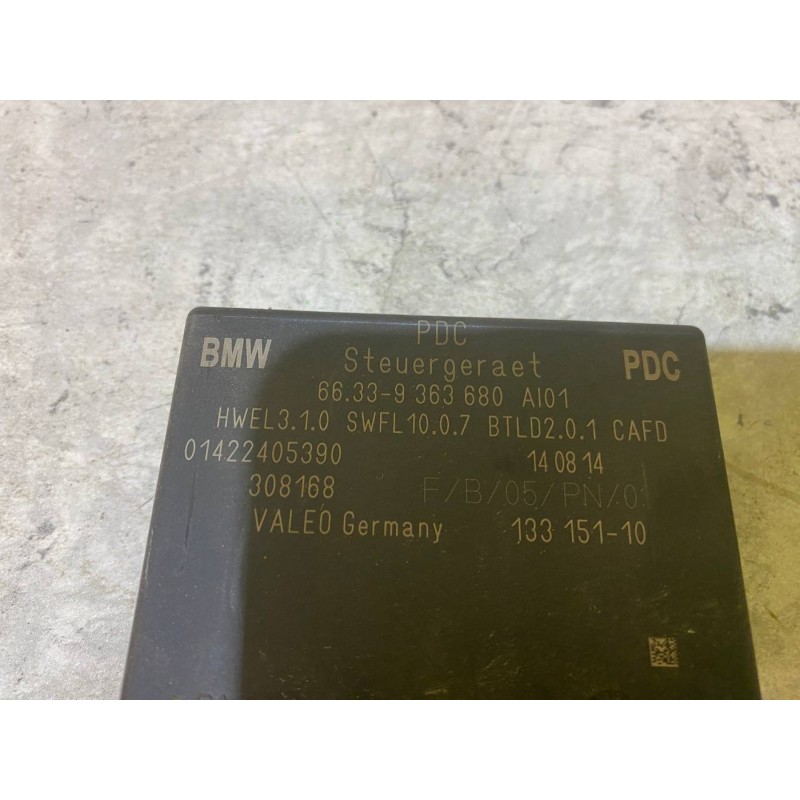 PDC
BMW Steuergeraet PDC
66.33-9 363 680 AI01
HWEL3.1.0 SWFL10.0.7 BTLD2.0.1 CAFD
01422405390 14 08 14
308168 F/B/05/PN/01
VALEO Germany 133 151-10